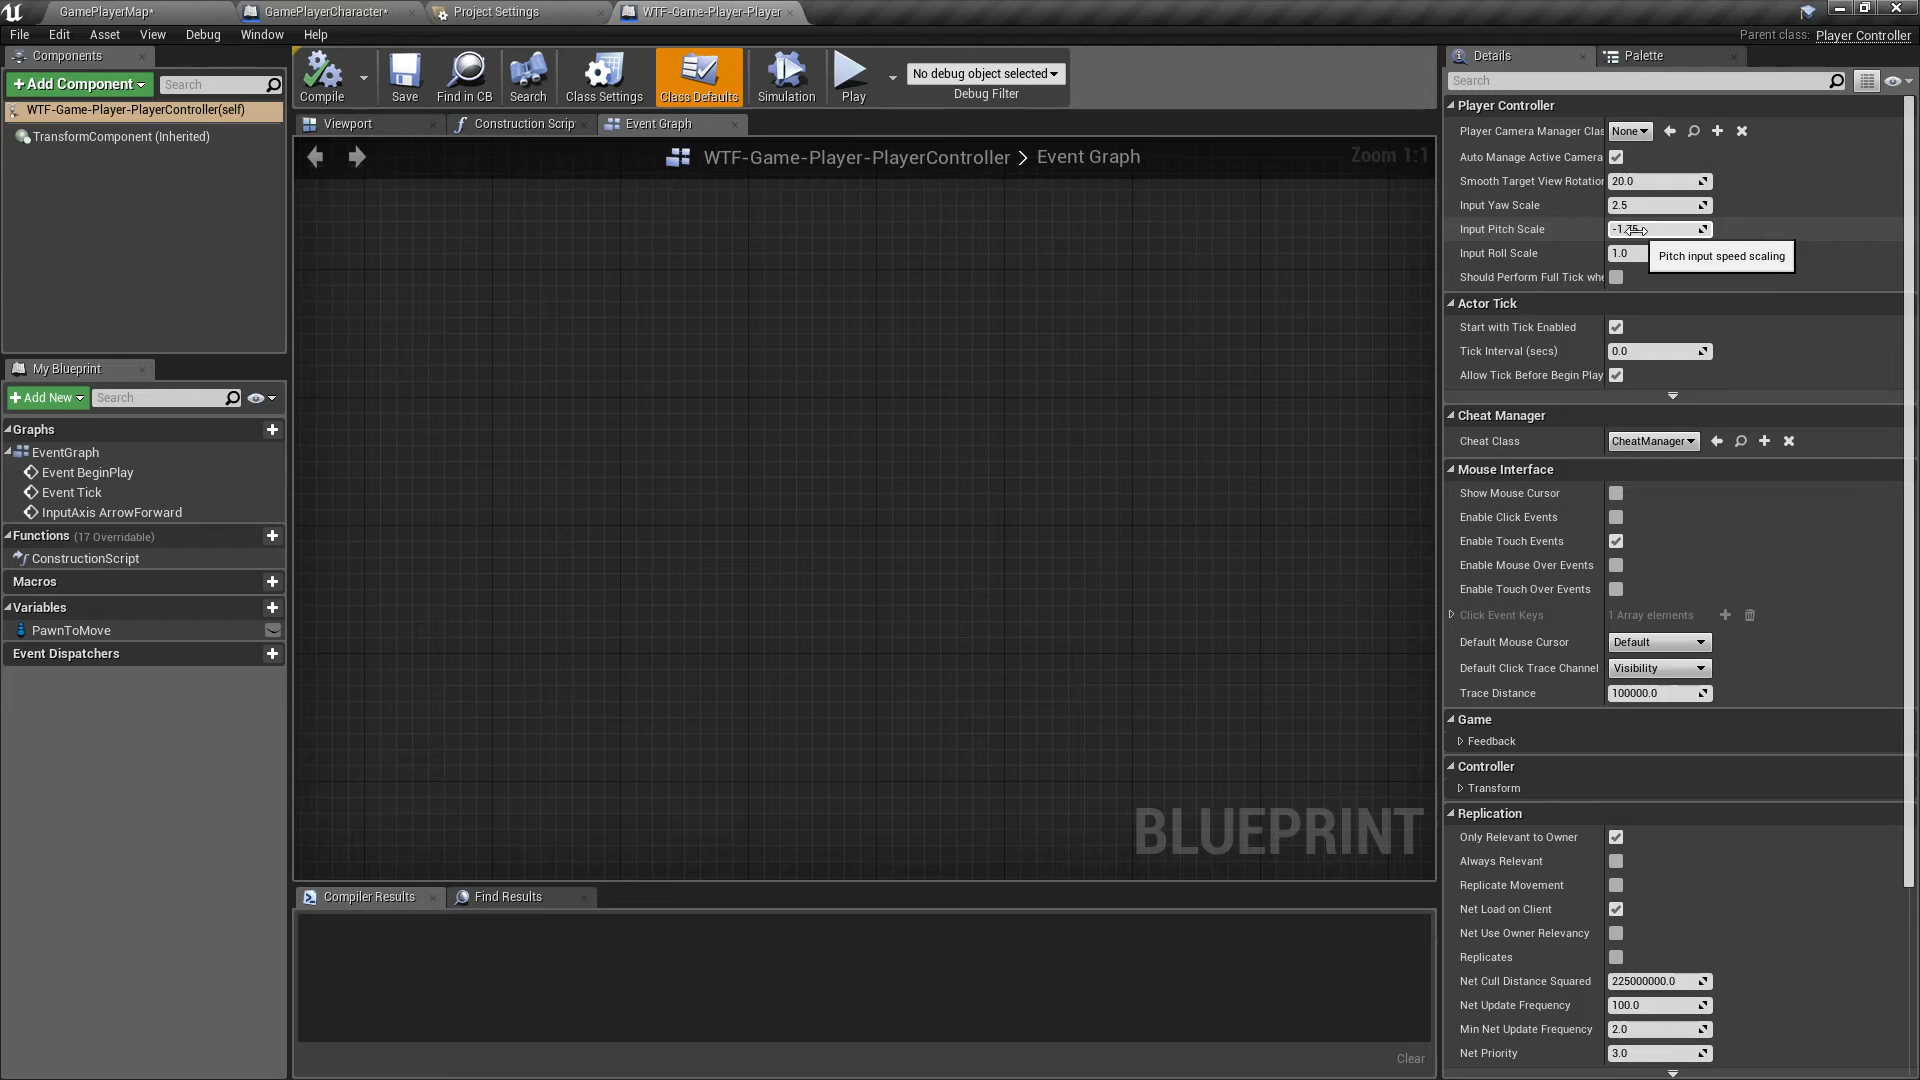 GamePlayerMap*
GamePlayerCharacter*
Project Settings
WTF-Game-Player-Player
File Edit Asset View Debug Window Help
Parent class: Player Controller
Components
+Add Component
Search
WTF-Game-Player-PlayerController(self)
TransformComponent (Inherited)
My Blueprint
+Add New
Search
Graphs
EventGraph
Event BeginPlay
Event Tick
InputAxis ArrowForward
Functions (17 Overridable)
ConstructionScript
Macros
Variables
PawnToMove
Event Dispatchers
Compile
Save
Find in CB
Search
Class Settings
Class Defaults
Simulation
Play
No debug object selected
Debug Filter
Viewport
Construction Scrip
Event Graph
WTF-Game-Player-PlayerController > Event Graph
Zoom 1:1
BLUEPRINT
Compiler Results
Find Results
Clear
Details
Palette
Search
Player Controller
Player Camera Manager Clas None
Auto Manage Active Camera
Smooth Target View Rotation 20.0
Input Yaw Scale 2.5
Input Pitch Scale
Input Roll Scale 1.0
Pitch input speed scaling
Should Perform Full Tick whe
Actor Tick
Start with Tick Enabled
Tick Interval (secs) 0.0
Allow Tick Before Begin Play
Cheat Manager
Cheat Class CheatManager
Mouse Interface
Show Mouse Cursor
Enable Click Events
Enable Touch Events
Enable Mouse Over Events
Enable Touch Over Events
Click Event Keys 1 Array elements
Default Mouse Cursor Default
Default Click Trace Channel Visibility
Trace Distance 100000.0
Game
Feedback
Controller
Transform
Replication
Only Relevant to Owner
Always Relevant
Replicate Movement
Net Load on Client
Net Use Owner Relevancy
Replicates
Net Cull Distance Squared 225000000.0
Net Update Frequency 100.0
Min Net Update Frequency 2.0
Net Priority 3.0